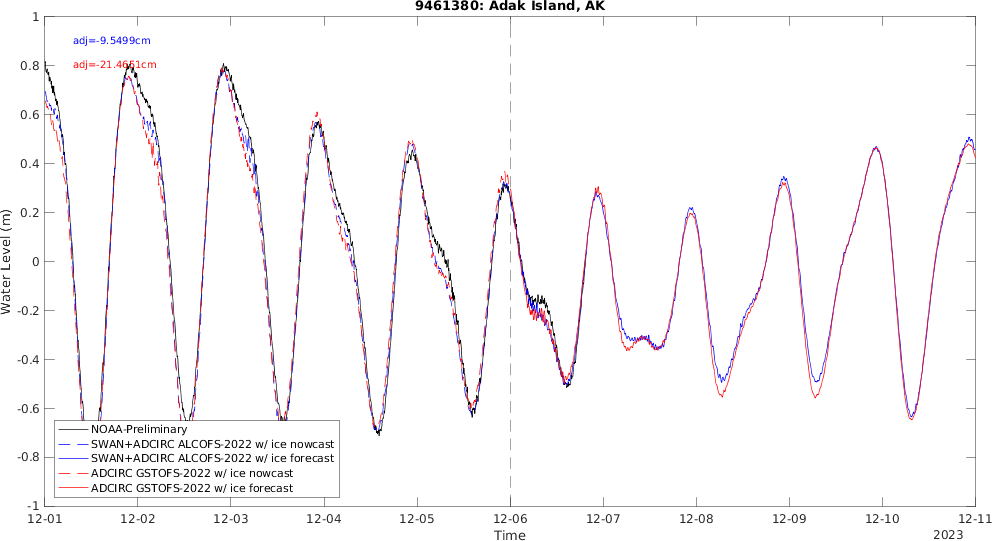 9461380: Adak Island, AK
adj=-9.5499cm
adj=-21.4651cm
1
0.8
0.6
0.4
0.2
0
-0.2
-0.4
-0.6
-0.8
-1
Water Level (m)
NOAA-Preliminary
SWAN+ADCIRC ALCOFS-2022 w/ ice nowcast
SWAN+ADCIRC ALCOFS-2022 w/ ice forecast
ADCIRC GSTOFS-2022 w/ ice nowcast
ADCIRC GSTOFS-2022 w/ ice forecast
12-01 12-02 12-03 12-04 12-05 12-06 12-07 12-08 12-09 12-10 12-11
Time
2023